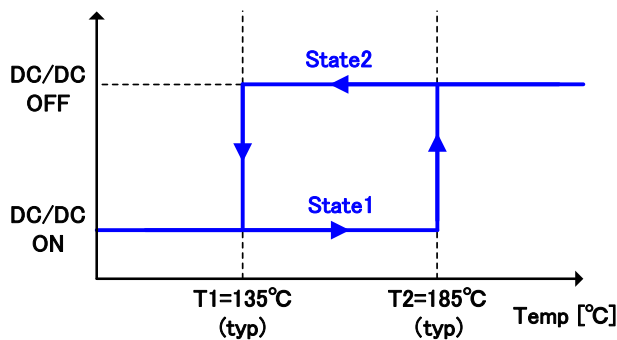 State2
DC/DC
OFF
State1
DC/DC
ON
T1=135℃
(typ)
T2=185℃
(typ)
Temp [℃]